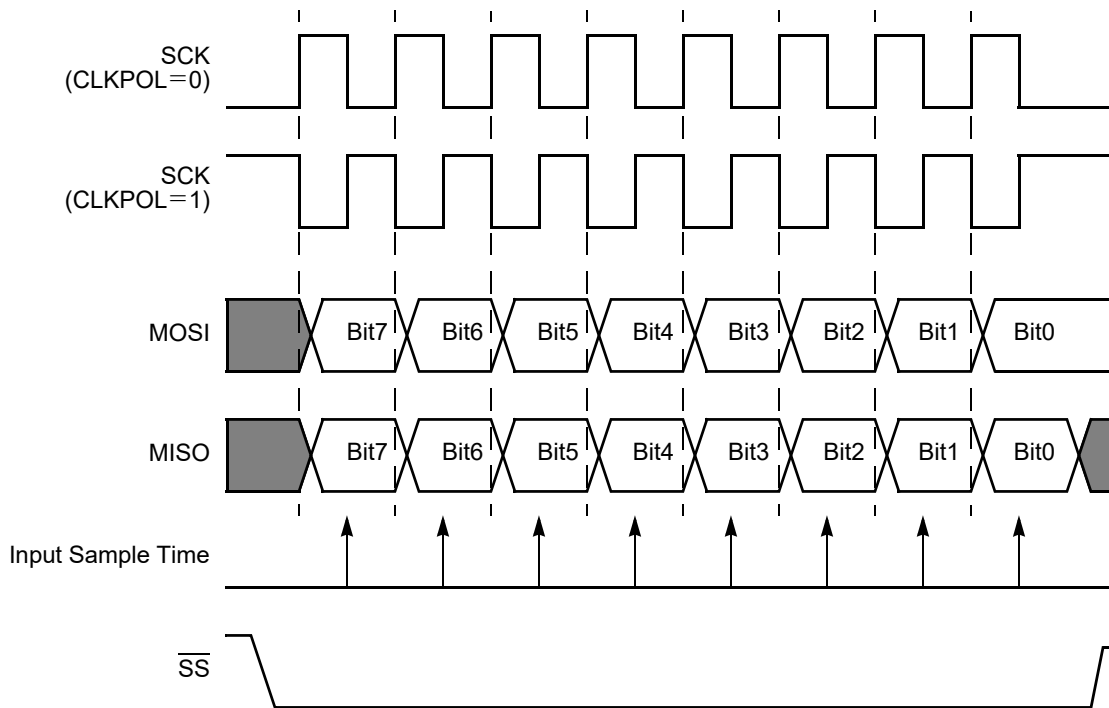 SCK
(CLKPOL=0)
SCK
(CLKPOL=1)
MOSI
Bit7 Bit6 Bit5 Bit4 Bit3 Bit2 Bit1 Bit0
MISO
Bit7 Bit6 Bit5 Bit4 Bit3 Bit2 Bit1 Bit0
Input Sample Time
SS